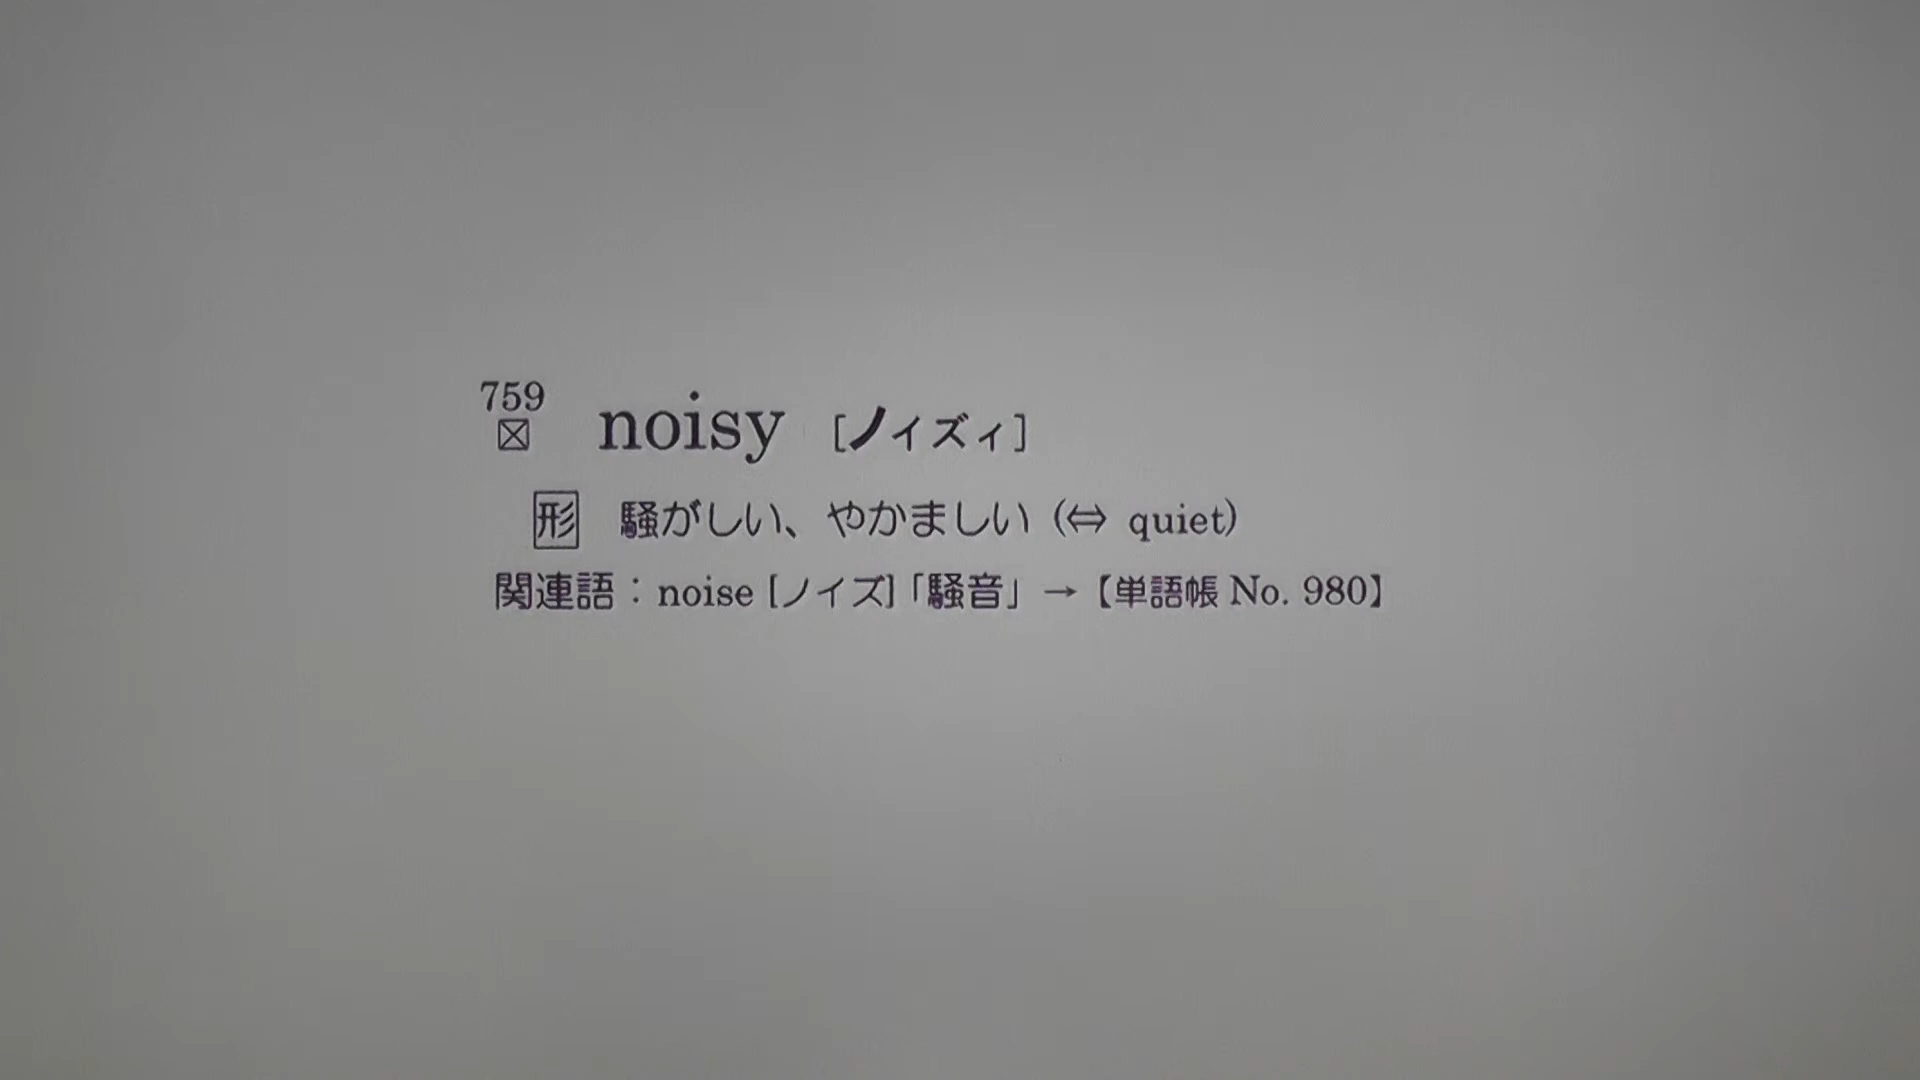 759
☒ noisy [ノイズィ]
形 騒がしい、やかましい (⇔ quiet)
関連語：noise [ノイズ]「騒音」→【単語帳 No. 980】